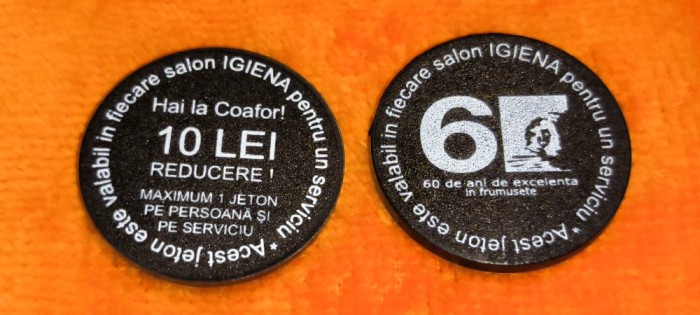 * Acest jeton este valabil in fiecare salon IGIENA pentru un serviciu
Hai la Coafor!
10 LEI
REDUCERE !
MAXIMUM 1 JETON
PE PERSOANĂ ȘI
PE SERVICIU
* Acest jeton este valabil in fiecare salon IGIENA pentru un serviciu
60
60 de ani de excelenta
in frumusete